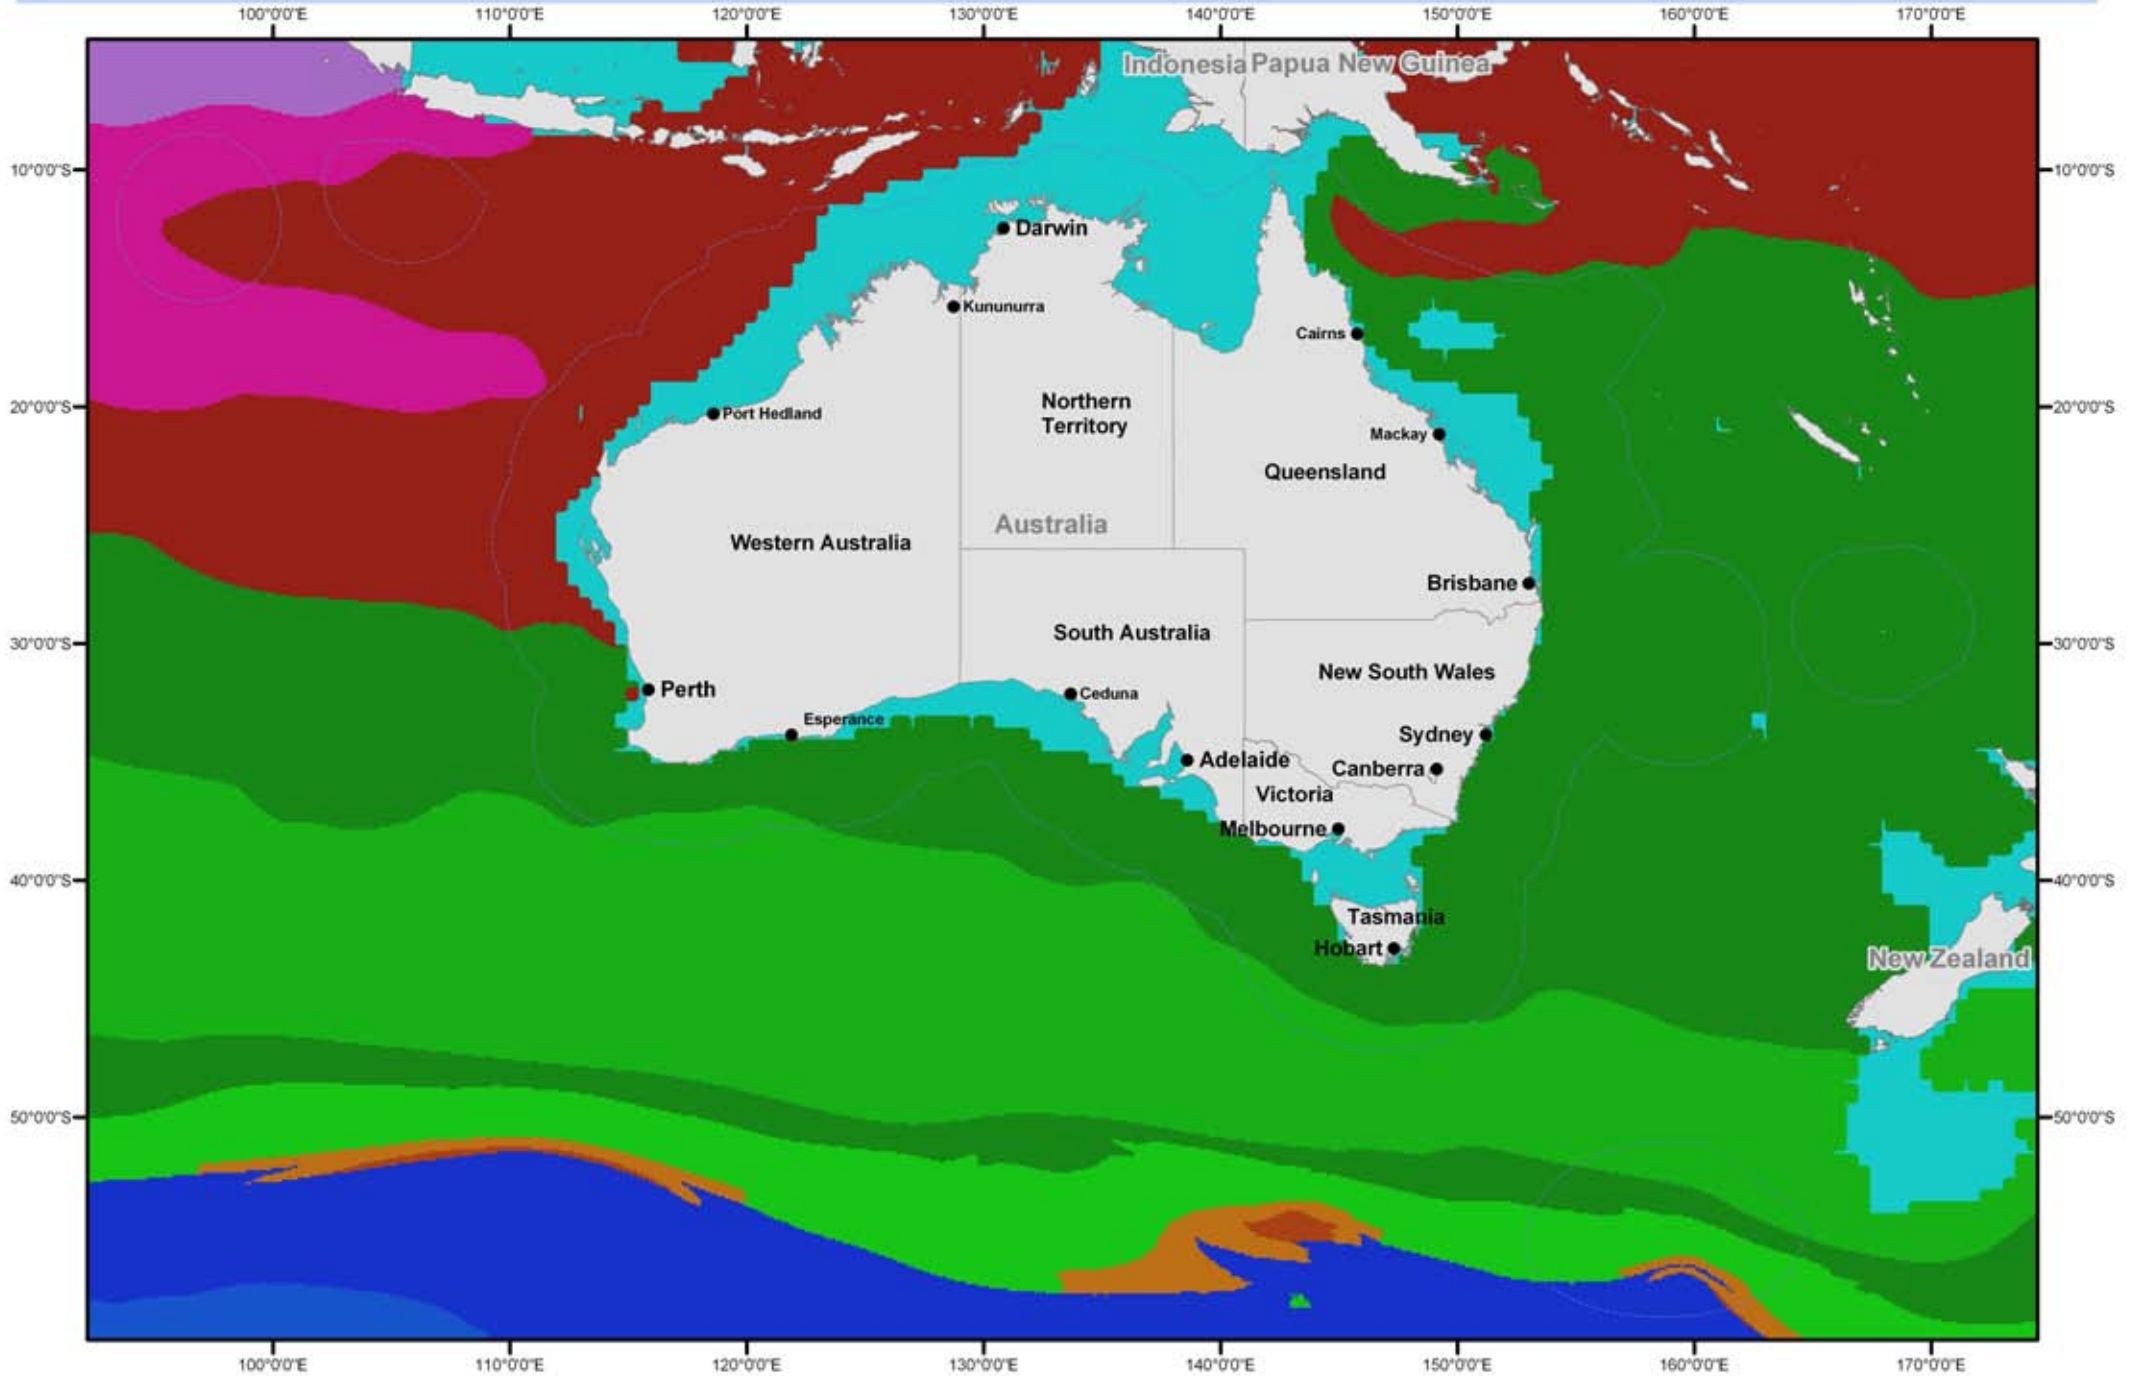 100°0'0"E 110°0'0"E 120°0'0"E 130°0'0"E 140°0'0"E 150°0'0"E 160°0'0"E 170°0'0"E
Indonesia Papua New Guinea
10°0'0"S 10°0'0"S
Darwin
Kununurra
Cairns
20°0'0"S Port Hedland 20°0'0"S
Northern
Territory
Mackay
Queensland
Australia
Western Australia
Brisbane
South Australia
30°0'0"S 30°0'0"S
New South Wales
Perth Ceduna
Esperance
Sydney
Adelaide
Canberra
Victoria
Melbourne
40°0'0"S 40°0'0"S
Tasmania
Hobart
New Zealand
50°0'0"S 50°0'0"S
100°0'0"E 110°0'0"E 120°0'0"E 130°0'0"E 140°0'0"E 150°0'0"E 160°0'0"E 170°0'0"E